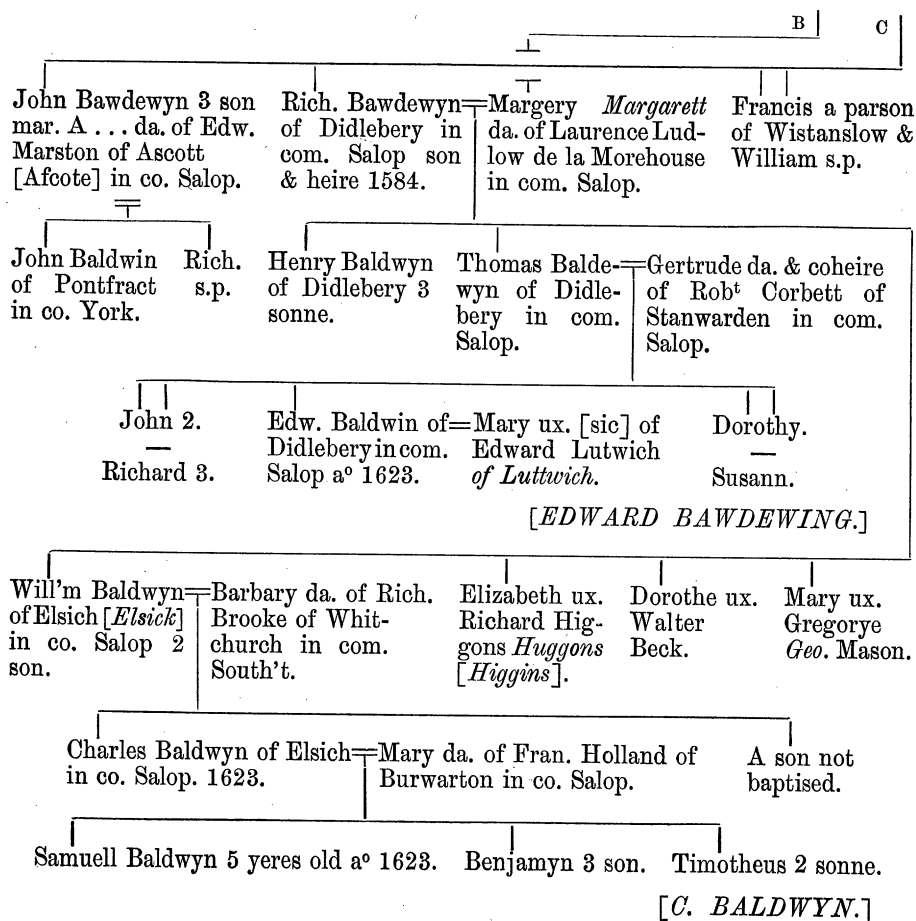 B C
John Bawdewyn 3 son
mar. A . . . da. of Edw.
Marston of Ascott
[Afcote] in co. Salop.
Rich. Bawdewyn
of Didlebery in
com. Salop son
& heire 1584.
Margery Margarett
da. of Laurence Lud-
low de la Morehouse
in com. Salop.
Francis a parson
of Wistanslow &
William s.p.
John Baldwin
of Pontfract
in co. York.
Rich.
s.p.
Henry Baldwyn
of Didlebery 3
sonne.
Thomas Balde-
wyn of Didle-
bery in com.
Salop.
Gertrude da. & coheire
of Robt Corbett of
Stanwarden in com.
Salop.
John 2.
Richard 3.
Edw. Baldwin of
Didlebery in com.
Salop ao 1623.
Mary ux. [sic] of
Edward Lutwich
of Luttwich.
Dorothy.
Susann.
[EDWARD BAWDEWING.]
Will'm Baldwyn
of Elsich [Elsick]
in co. Salop 2
son.
Barbary da. of Rich.
Brooke of Whit-
church in com.
South't.
Elizabeth ux.
Richard Hig-
gons Huggons
[Higgins].
Dorothe ux.
Walter
Beck.
Mary ux.
Gregorye
Geo. Mason.
Charles Baldwyn of Elsich
in co. Salop. 1623.
Mary da. of Fran. Holland of
Burwarton in co. Salop.
A son not
baptised.
Samuell Baldwyn 5 yeres old ao 1623.
Benjamyn 3 son.
Timotheus 2 sonne.
[C. BALDWYN.]